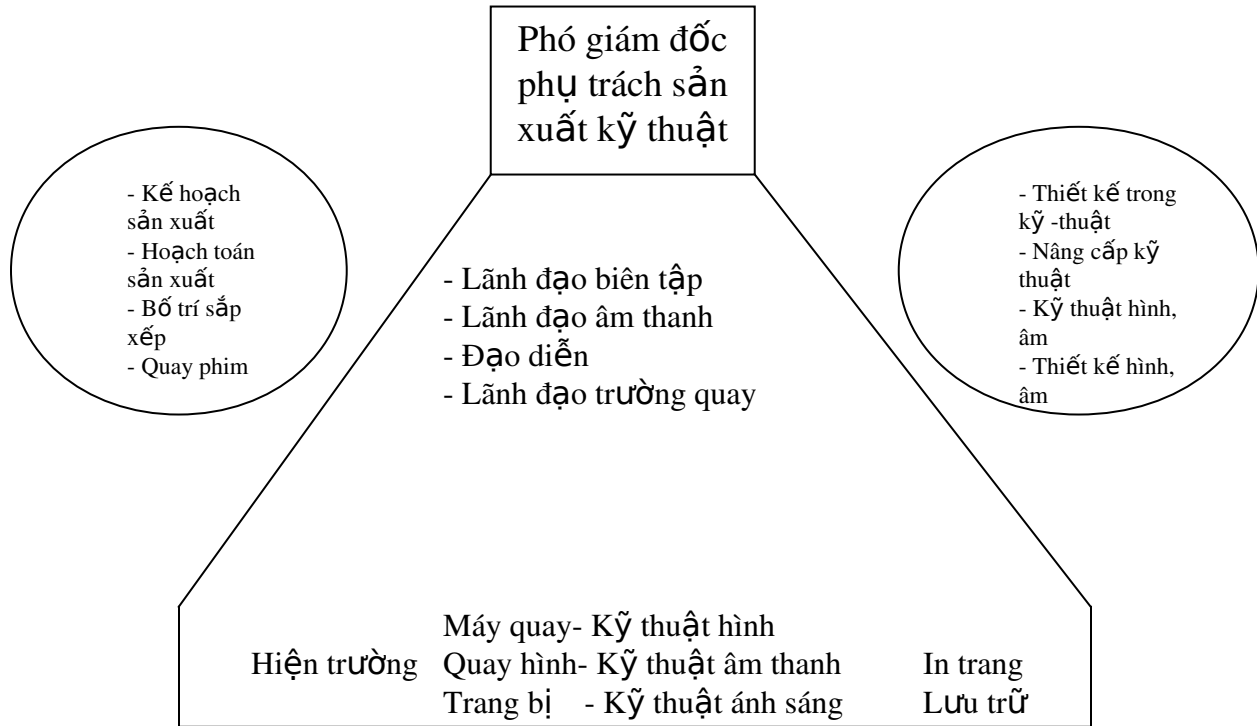 Phó giám đốc
phụ trách sản
xuất kỹ thuật
- Kế hoạch
sản xuất
- Hoạch toán
sản xuất
- Bố trí sắp
xếp
- Quay phim
- Lãnh đạo biên tập
- Lãnh đạo âm thanh
- Đạo diễn
- Lãnh đạo trường quay
- Thiết kế trong
kỹ -thuật
- Nâng cấp kỹ
thuật
- Kỹ thuật hình,
âm
- Thiết kế hình,
âm
Máy quay- Kỹ thuật hình
Hiện trường Quay hình- Kỹ thuật âm thanh In trang
Trang bị - Kỹ thuật ánh sáng Lưu trữ